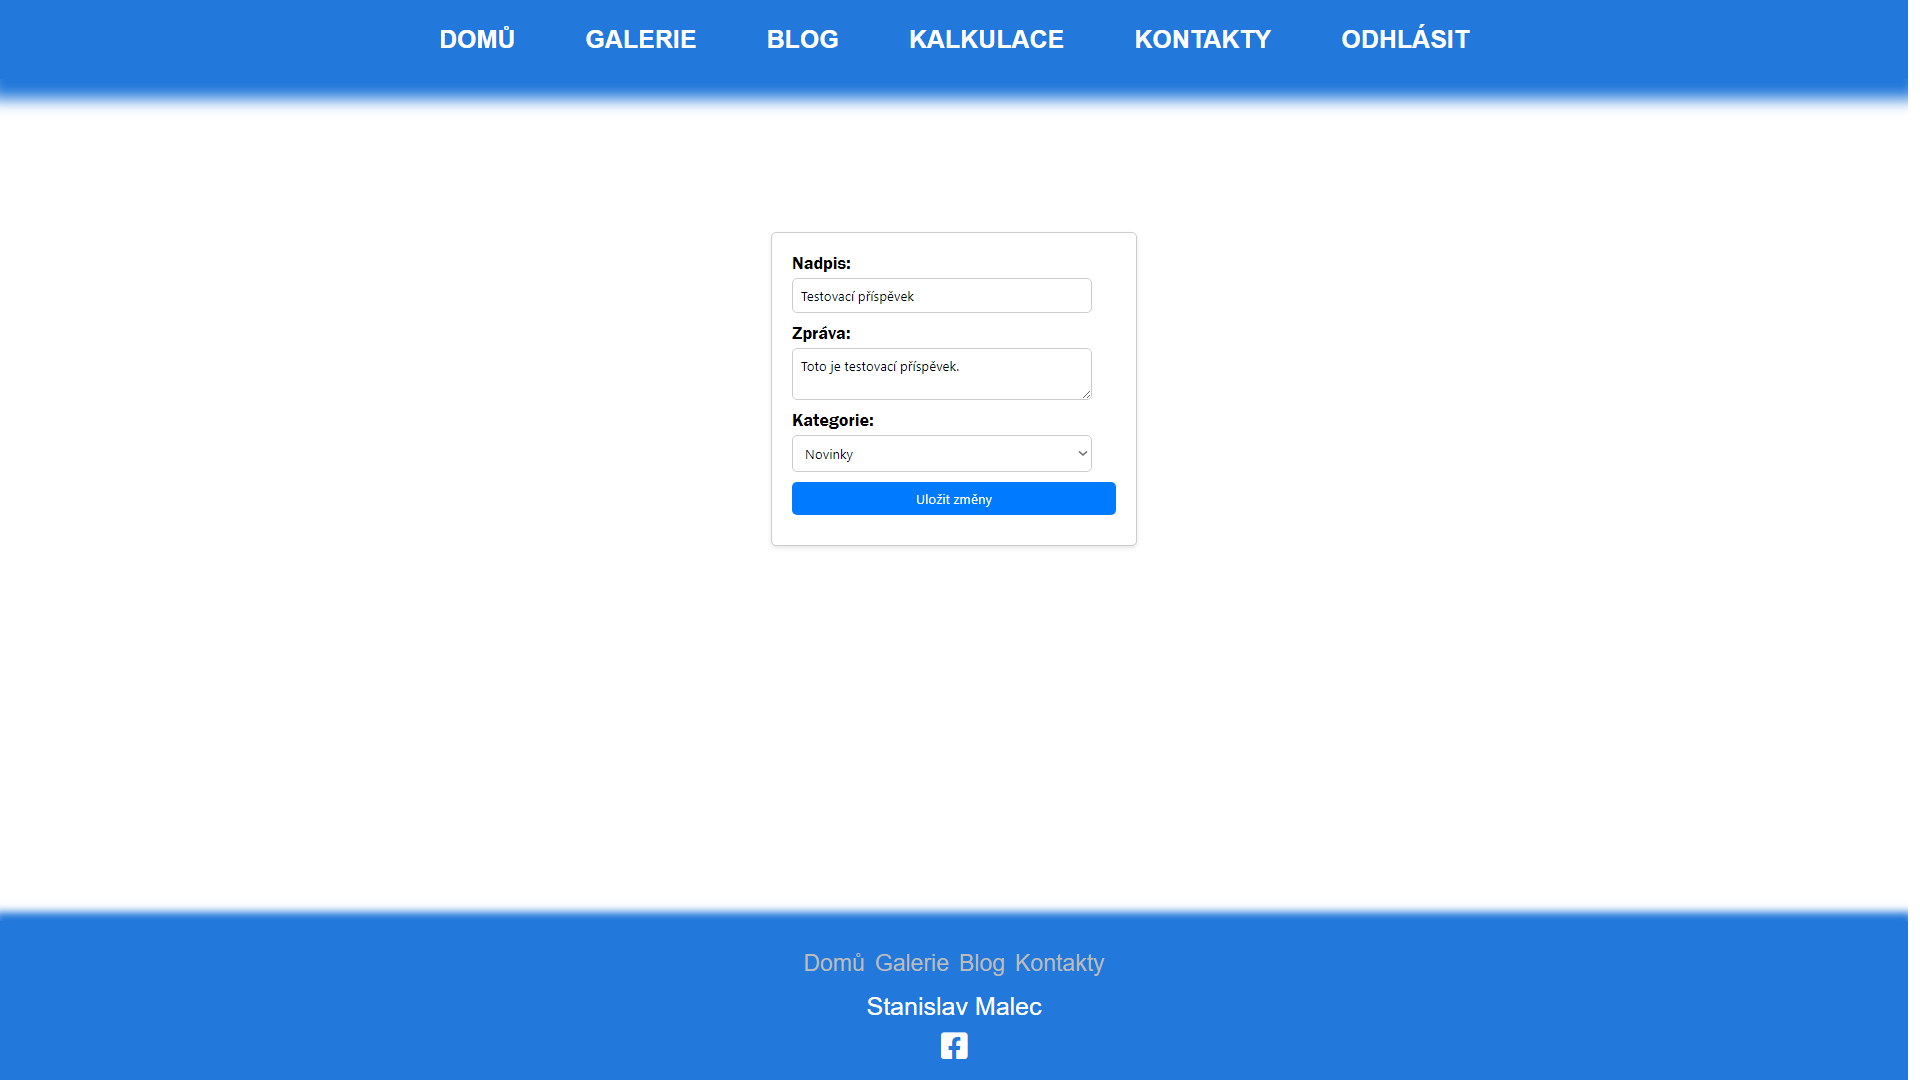 DOMŮ GALERIE BLOG KALKULACE KONTAKTY ODHLÁSIT
Nadpis:
Testovací příspěvek
Zpráva:
Toto je testovací příspěvek.
Kategorie:
Novinky
Uložit změny
Domů Galerie Blog Kontakty
Stanislav Malec